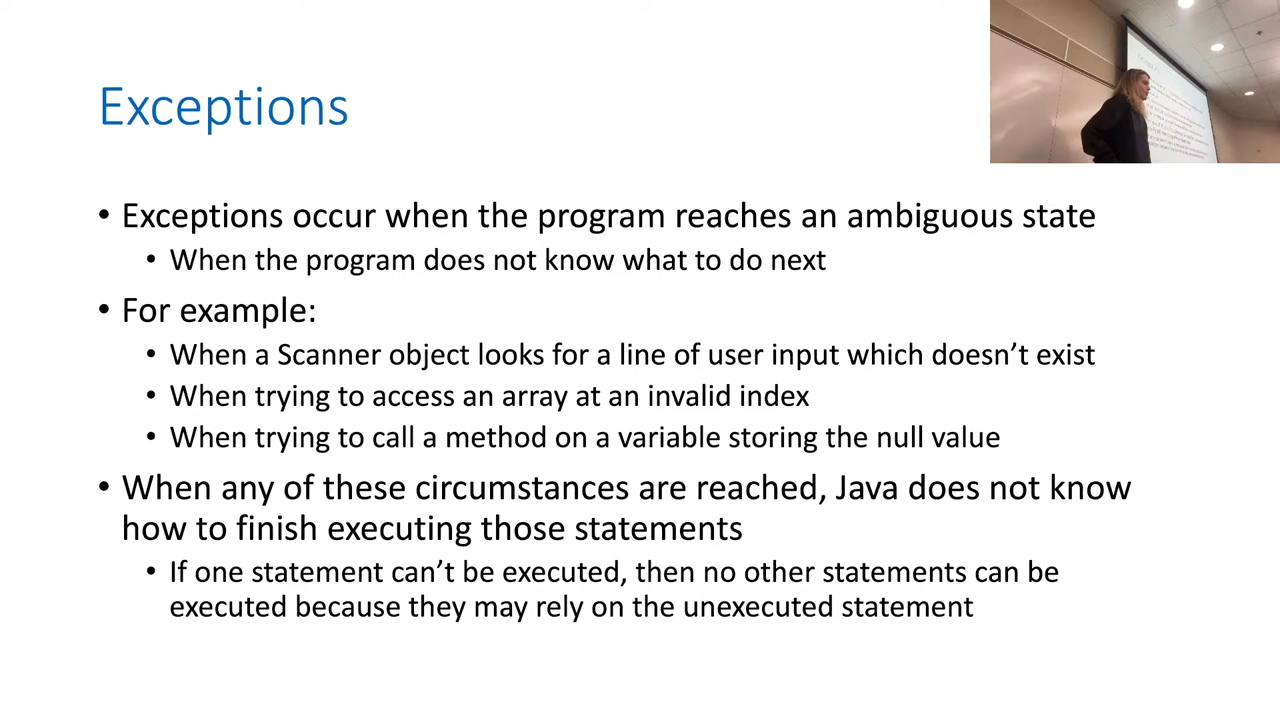 Exceptions
• Exceptions occur when the program reaches an ambiguous state
• When the program does not know what to do next
• For example:
• When a Scanner object looks for a line of user input which doesn’t exist
• When trying to access an array at an invalid index
• When trying to call a method on a variable storing the null value
• When any of these circumstances are reached, Java does not know
how to finish executing those statements
• If one statement can’t be executed, then no other statements can be
executed because they may rely on the unexecuted statement